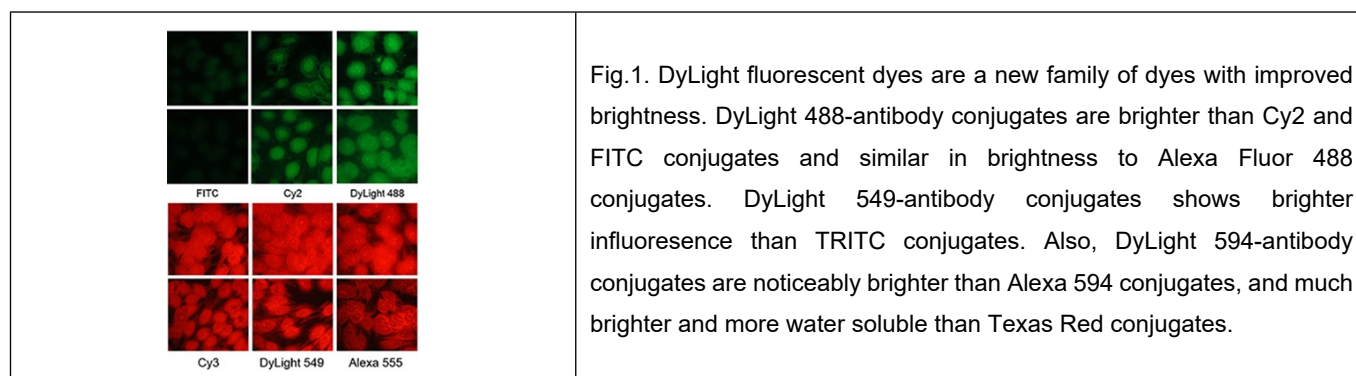 FITC Cy2 DyLight 488
Cy3 DyLight 549 Alexa 555
Fig.1. DyLight fluorescent dyes are a new family of dyes with improved
brightness. DyLight 488-antibody conjugates are brighter than Cy2 and
FITC conjugates and similar in brightness to Alexa Fluor 488
conjugates. DyLight 549-antibody conjugates shows brighter
influoresence than TRITC conjugates. Also, DyLight 594-antibody
conjugates are noticeably brighter than Alexa 594 conjugates, and much
brighter and more water soluble than Texas Red conjugates.